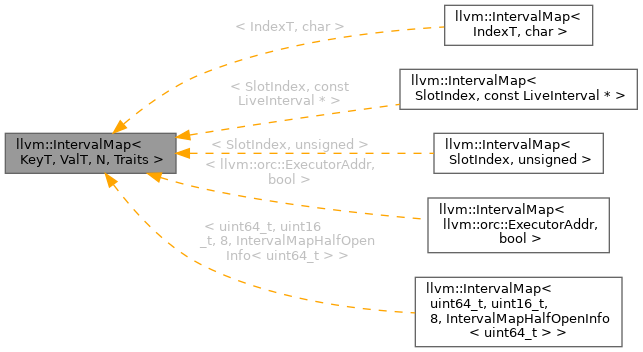 llvm::IntervalMap<
IndexT, char >
< IndexT, char >
llvm::IntervalMap<
SlotIndex, const LiveInterval * >
< SlotIndex, const
LiveInterval * >
llvm::IntervalMap<
KeyT, ValT, N, Traits >
< SlotIndex, unsigned >
llvm::IntervalMap<
SlotIndex, unsigned >
< llvm::orc::ExecutorAddr,
bool >
llvm::IntervalMap<
llvm::orc::ExecutorAddr,
bool >
< uint64_t, uint16
_t, 8, IntervalMapHalfOpen
Info< uint64_t > >
llvm::IntervalMap<
uint64_t, uint16_t,
8, IntervalMapHalfOpenInfo
< uint64_t > >